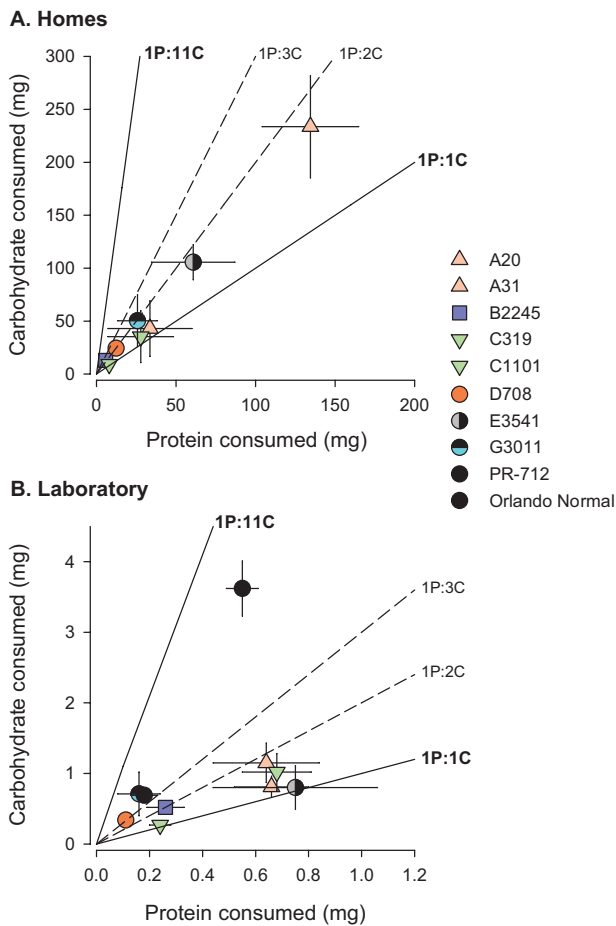 A. Homes
1P:11C
1P:3C
1P:2C
300
250
200
150
100
50
0
1P:1C
Carbohydrate consumed (mg)
0
50
100
150
200
Protein consumed (mg)
A20
A31
B2245
C319
C1101
D708
E3541
G3011
PR-712
Orlando Normal
B. Laboratory
1P:11C
4
3
2
1
0
1P:3C
1P:2C
1P:1C
Carbohydrate consumed (mg)
0.0
0.2
0.4
0.6
0.8
1.0
1.2
Protein consumed (mg)